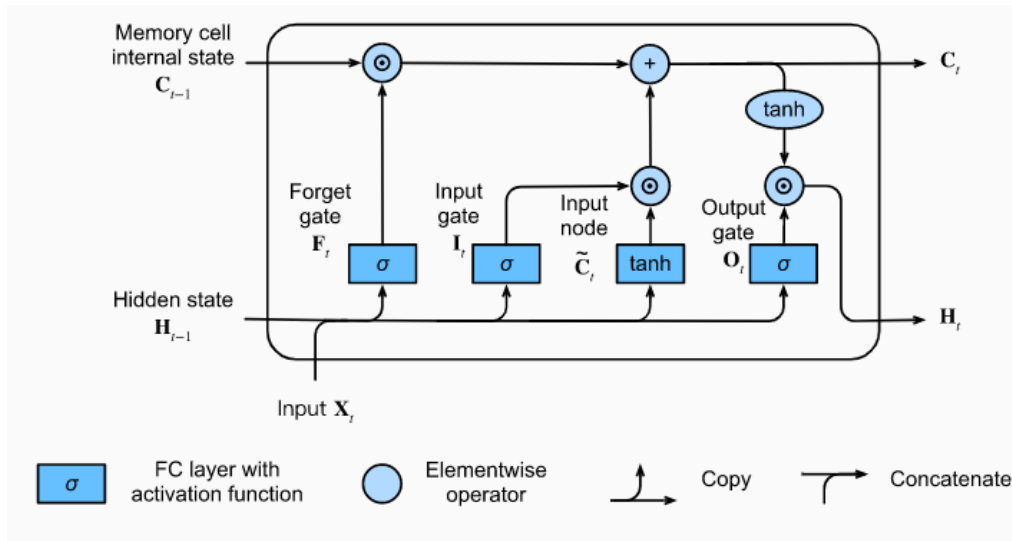 Memory cell
internal state
C_{t−1}
⊙
+
C_t
tanh
Forget
gate
F_t
Input
gate
I_t
Input
node
C̃_t
Output
gate
O_t
⊙
⊙
σ
σ
tanh
σ
Hidden state
H_{t−1}
H_t
Input X_t
σ
FC layer with
activation function
Elementwise
operator
Copy
Concatenate